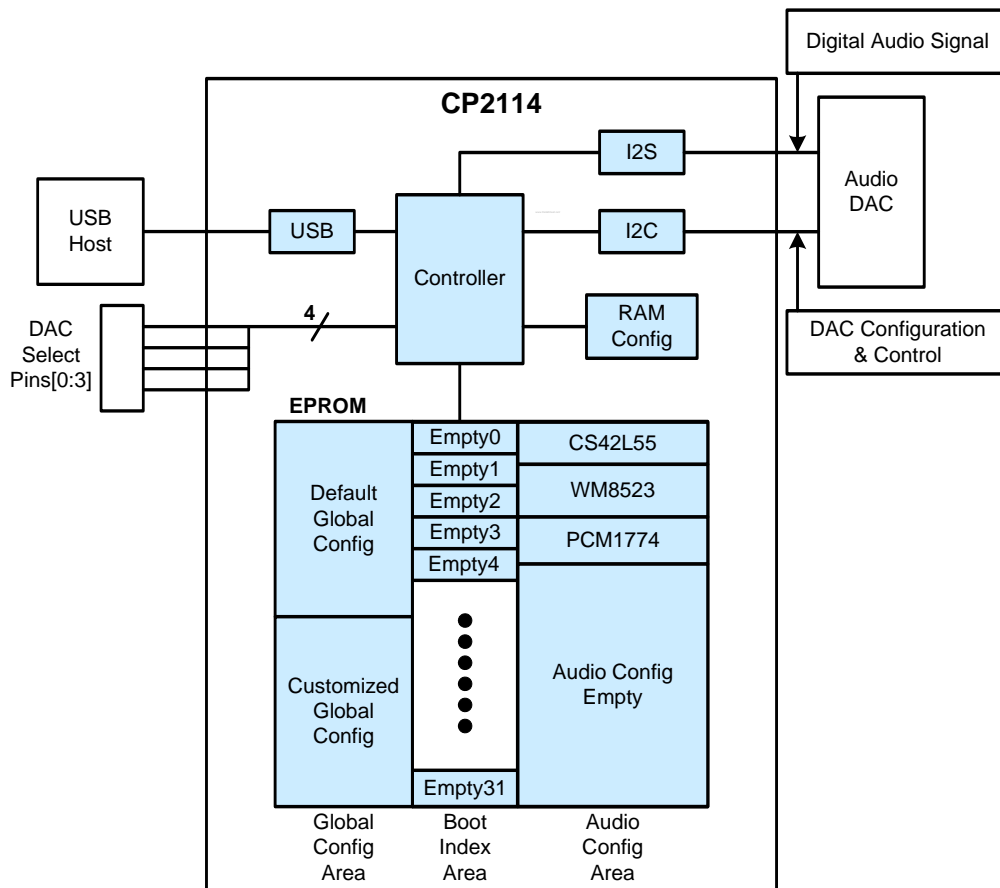 Digital Audio Signal
CP2114
I2S
Audio
DAC
USB
Host
USB
I2C
Controller
4
DAC
Select
Pins[0:3]
RAM
Config
DAC Configuration
& Control
EPROM
Default
Global
Config
Customized
Global
Config
Empty0
Empty1
Empty2
Empty3
Empty4
Empty31
CS42L55
WM8523
PCM1774
Audio Config
Empty
Global
Config
Area
Boot
Index
Area
Audio
Config
Area